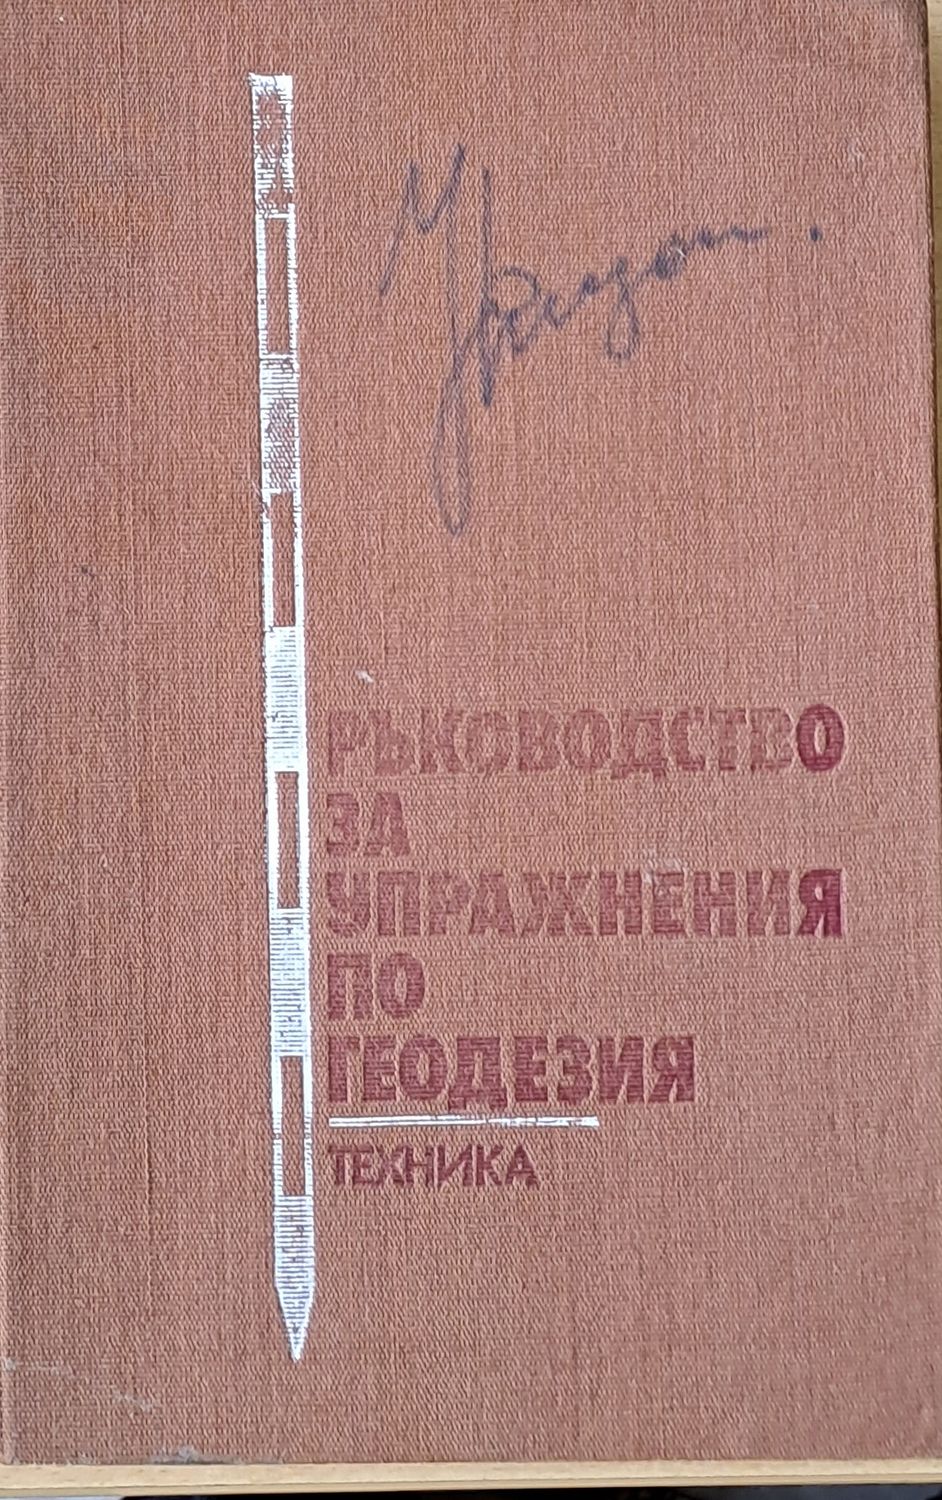 РЪКОВОДСТВО
ЗА
УПРАЖНЕНИЯ
ПО
ГЕОДЕЗИЯ
ТЕХНИКА